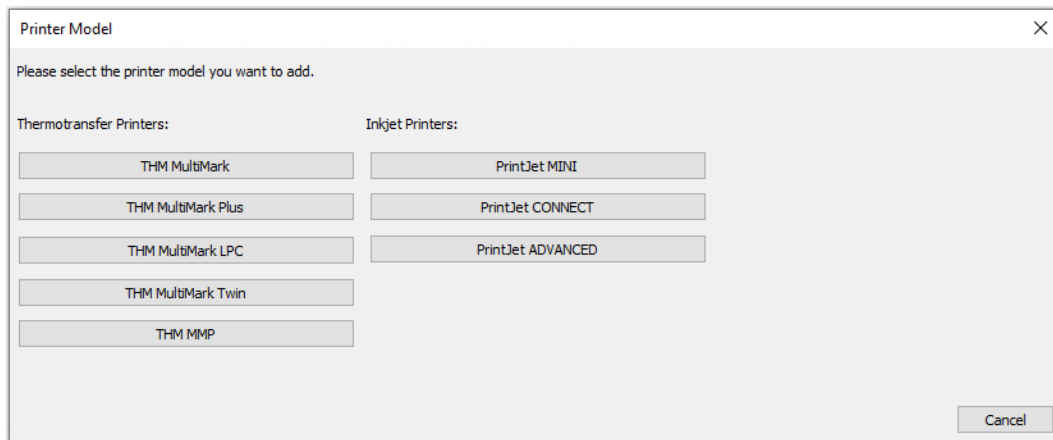 Printer Model
Please select the printer model you want to add.
Thermotransfer Printers:
THM MultiMark
THM MultiMark Plus
THM MultiMark LPC
THM MultiMark Twin
THM MMP
Inkjet Printers:
PrintJet MINI
PrintJet CONNECT
PrintJet ADVANCED
Cancel